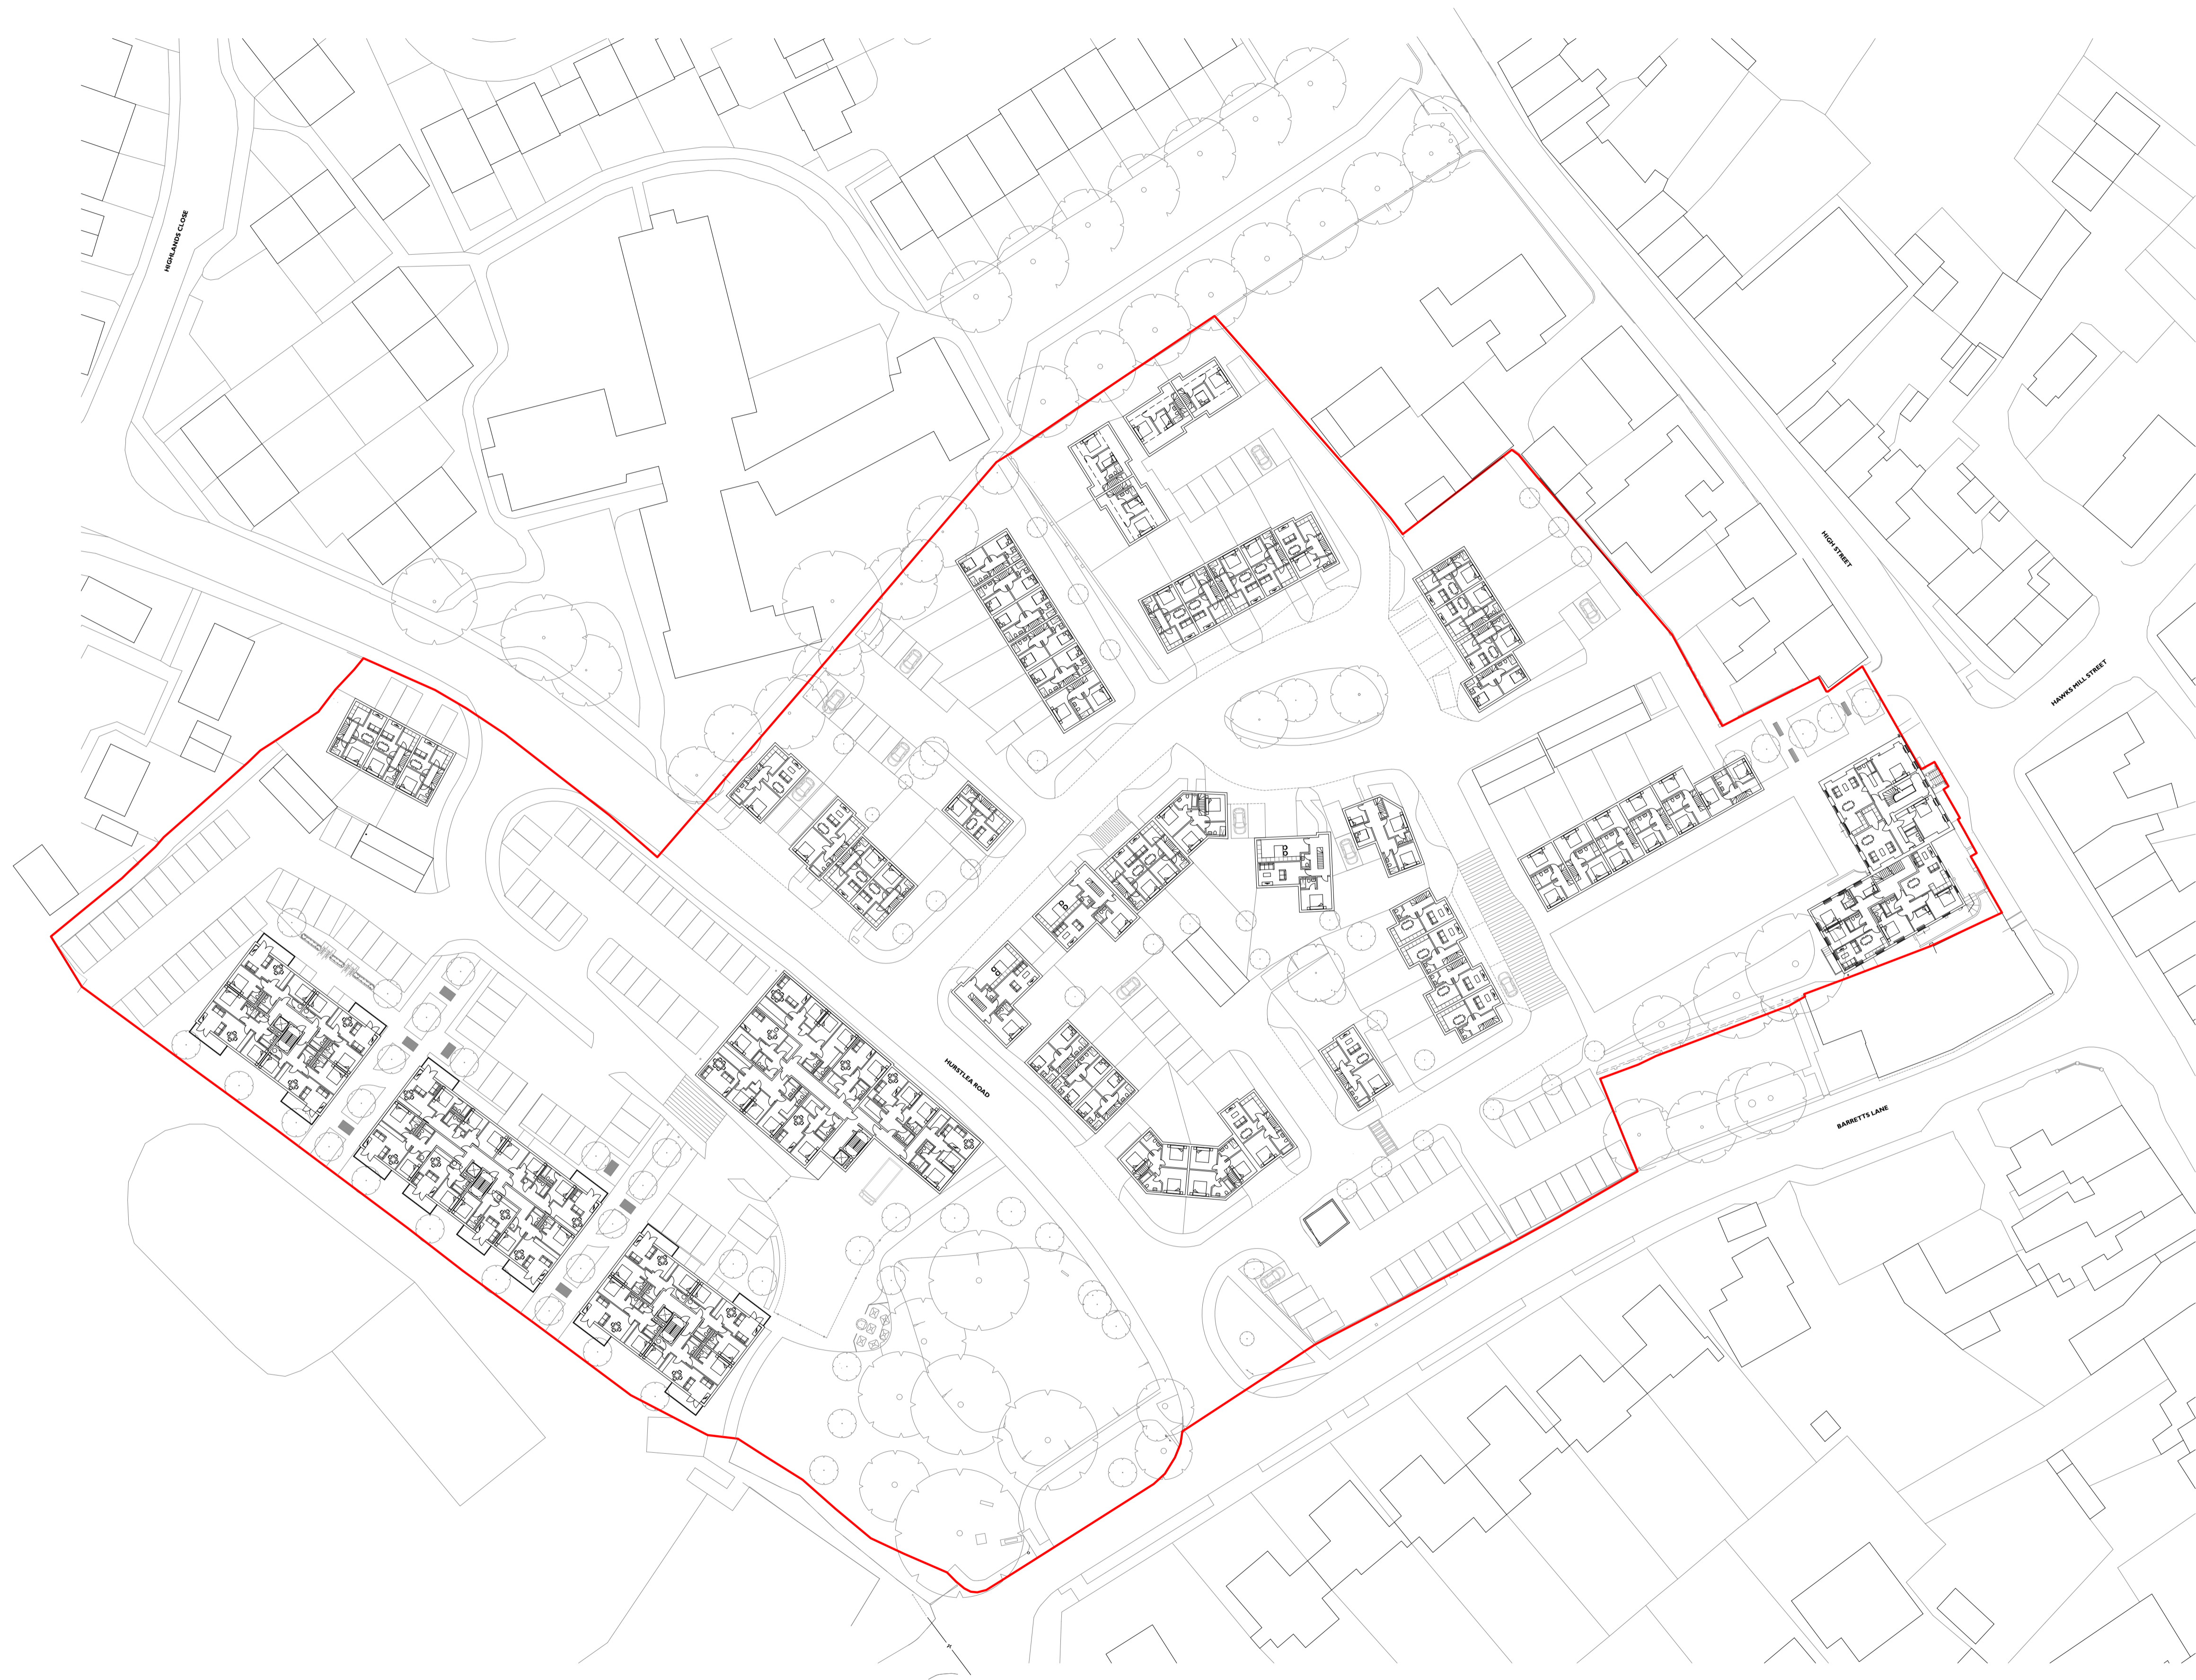 HIGHLANDS CLOSE
HIGH STREET
HAWKS MILL STREET
HURSTLEA ROAD
BARRETTS LANE